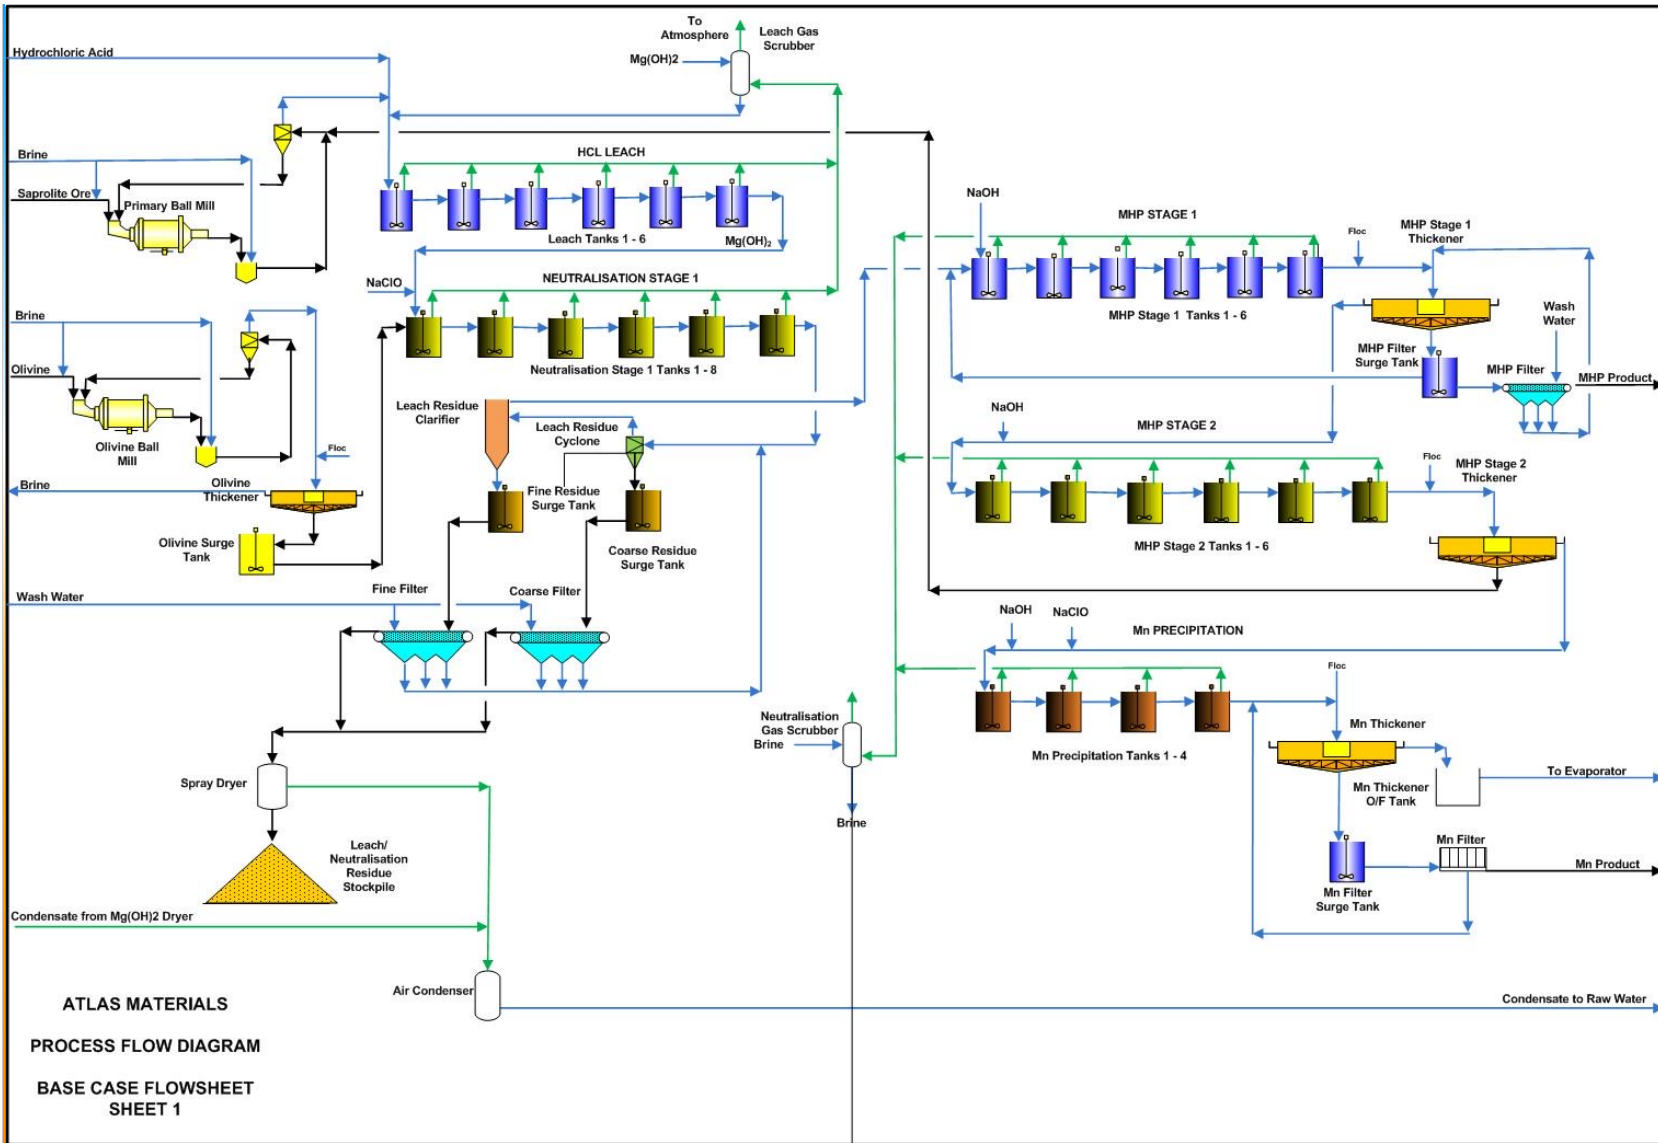 To
Atmosphere
Leach Gas
Scrubber
Hydrochloric Acid
Mg(OH)2
Brine
HCL LEACH
Saprolite Ore
Primary Ball Mill
Leach Tanks 1 - 6
Mg(OH)2
NaClO
NEUTRALISATION STAGE 1
Neutralisation Stage 1 Tanks 1 - 8
Brine
Olivine
Olivine Ball
Mill
Floc
Brine
Olivine
Thickener
Olivine Surge
Tank
Leach Residue
Clarifier
Leach Residue
Cyclone
Fine Residue
Surge Tank
Coarse Residue
Surge Tank
Wash Water
Fine Filter
Coarse Filter
Spray Dryer
Leach/
Neutralisation
Residue
Stockpile
Condensate from Mg(OH)2 Dryer
Air Condenser
Condensate to Raw Water
NaOH
MHP STAGE 1
Floc
MHP Stage 1
Thickener
MHP Stage 1 Tanks 1 - 6
Wash
Water
MHP Filter
Surge Tank
MHP Filter
MHP Product
NaOH
MHP STAGE 2
Floc
MHP Stage 2
Thickener
MHP Stage 2 Tanks 1 - 6
NaOH
NaClO
Mn PRECIPITATION
Floc
Neutralisation
Gas Scrubber
Brine
Brine
Mn Precipitation Tanks 1 - 4
Mn Thickener
Mn Thickener
O/F Tank
To Evaporator
Mn Filter
Mn Product
Mn Filter
Surge Tank
ATLAS MATERIALS
PROCESS FLOW DIAGRAM
BASE CASE FLOWSHEET
SHEET 1